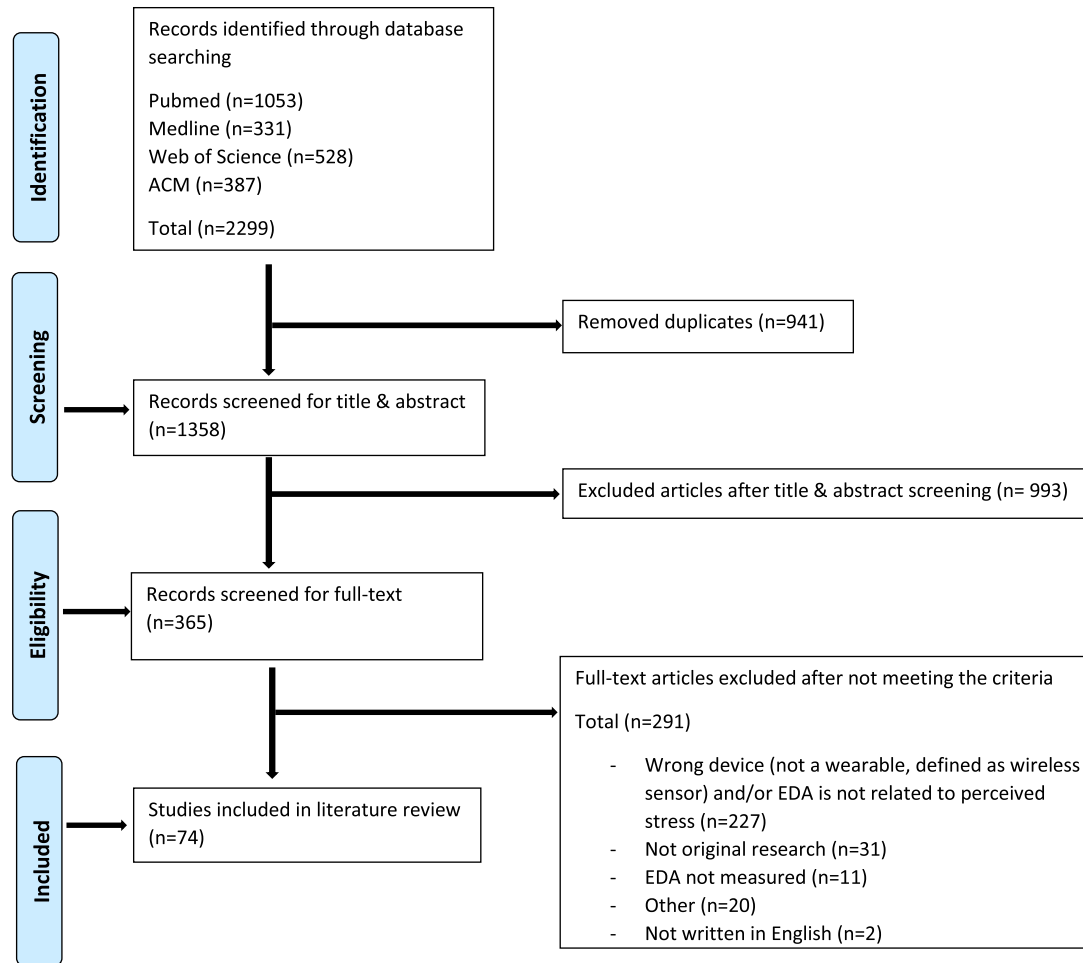 Identification
Records identified through database
searching
Pubmed (n=1053)
Medline (n=331)
Web of Science (n=528)
ACM (n=387)
Total (n=2299)
Removed duplicates (n=941)
Screening
Records screened for title & abstract
(n=1358)
Excluded articles after title & abstract screening (n= 993)
Eligibility
Records screened for full-text
(n=365)
Full-text articles excluded after not meeting the criteria
Total (n=291)
- Wrong device (not a wearable, defined as wireless
sensor) and/or EDA is not related to perceived
stress (n=227)
- Not original research (n=31)
- EDA not measured (n=11)
- Other (n=20)
- Not written in English (n=2)
Included
Studies included in literature review
(n=74)